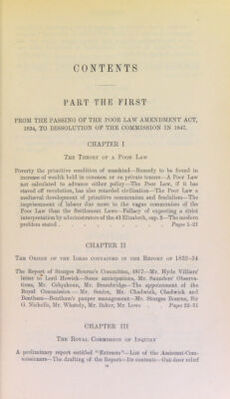 CONTENTS
PART THE FIRST
FROM THE PASSING OF THE POOR LAW AMENDMENT ACT,
1834, TO DISSOLUTION OF THE COMMISSION IN 1847.
CHAPTER I
THE THEORY OF A POOR LAW
Poverty the primitive condition of mankind—Remedy to be found in
increase of wealth held in common or on private tenure—A Poor Law
not calculated to advance either policy—The Poor Law, if it has
staved off revolution, has also retarded civilisation—The Poor Law a
mediæval development of primitive communism and feudalism—The
imprisonment of labour due more to the vague communism of the
Poor Law than the Settlement Laws—Fallacy of expecting a strict
interpretation by administrators of the 43 Elizabeth, cap. 2—The modern
problem stated . . . Pages 1-21
CHAPTER II
THE ORIGIN OF THE IDEAS CONTAINED IN THE REPORT OF 1832-34
The Report of Sturges Bourne's Committee, 1817—Mr. Hyde Villiers'
letter to Lord Howick—Some anticipations, Mr. Saunders' Observa-
tions, Mr. Colquhoun, Mr. Brundbridge—The appointment of the
Royal Commission—Mr. Senior, Mr. Chadwick, Chadwick and
Bentham—Bentham's pauper management—Mr. Sturges Bourne, Sir
G. Nicholls, Mr. Whately, Mr. Baker, Mr. Lowe . Pages 22-51
CHAPTER III
THE ROYAL COMMISSION OF INQUIRY
A preliminary report entitled "Extracts"—List of the Assistant-Com-
missioners—The drafting of the Report—Its contents—Out-door relief